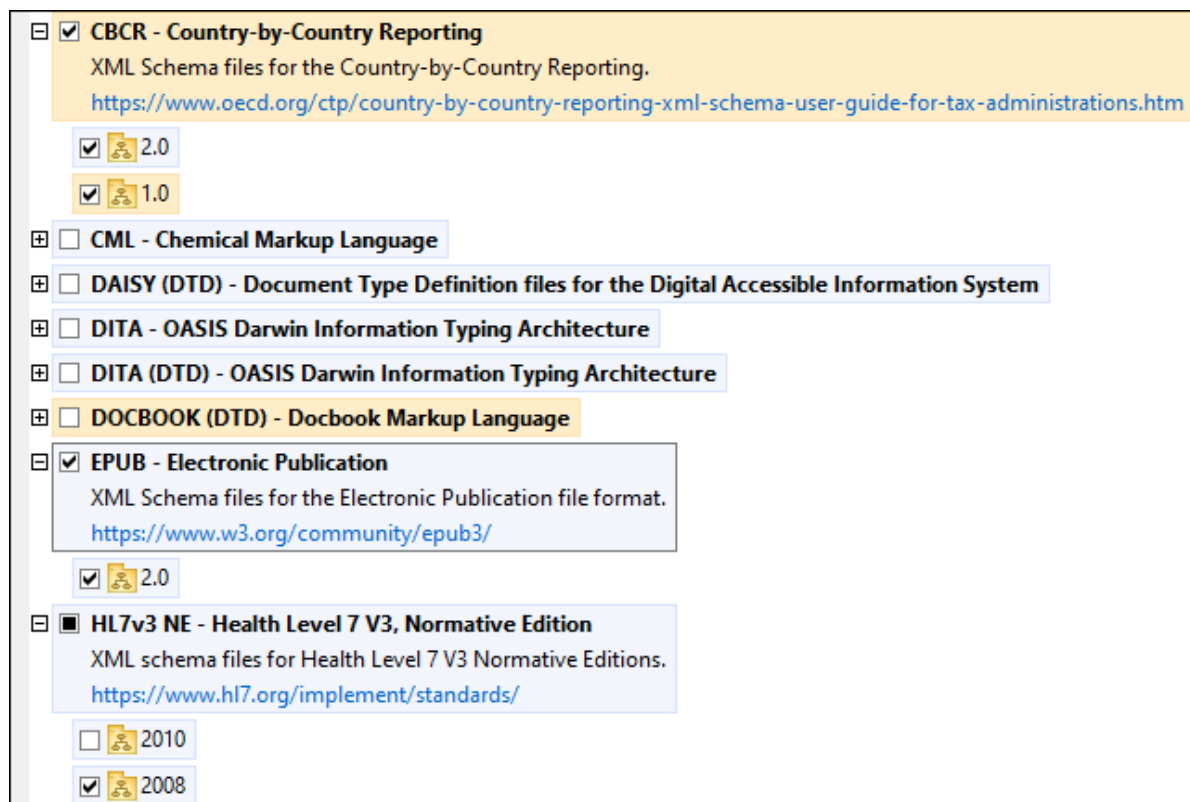 CBCR - Country-by-Country Reporting
XML Schema files for the Country-by-Country Reporting.
https://www.oecd.org/ctp/country-by-country-reporting-xml-schema-user-guide-for-tax-administrations.htm
2.0
1.0
CML - Chemical Markup Language
DAISY (DTD) - Document Type Definition files for the Digital Accessible Information System
DITA - OASIS Darwin Information Typing Architecture
DITA (DTD) - OASIS Darwin Information Typing Architecture
DOCBOOK (DTD) - Docbook Markup Language
EPUB - Electronic Publication
XML Schema files for the Electronic Publication file format.
https://www.w3.org/community/epub3/
2.0
HL7v3 NE - Health Level 7 V3, Normative Edition
XML schema files for Health Level 7 V3 Normative Editions.
https://www.hl7.org/implement/standards/
2010
2008